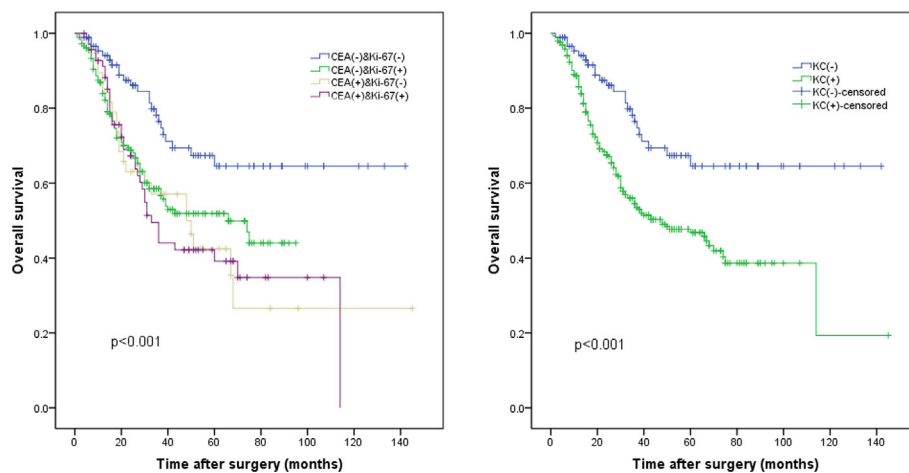 1.0
0.8
0.6
0.4
0.2
0.0
Overall survival
CEA(-)&Ki-67(-)
CEA(-)&Ki-67(+)
CEA(+)&Ki-67(-)
CEA(+)&Ki-67(+)
p<0.001
0 20 40 60 80 100 120 140
Time after surgery (months)
1.0
0.8
0.6
0.4
0.2
0.0
Overall survival
KC(-)
KC(+)
KC(-)-censored
KC(+)-censored
p<0.001
0 20 40 60 80 100 120 140
Time after surgery (months)